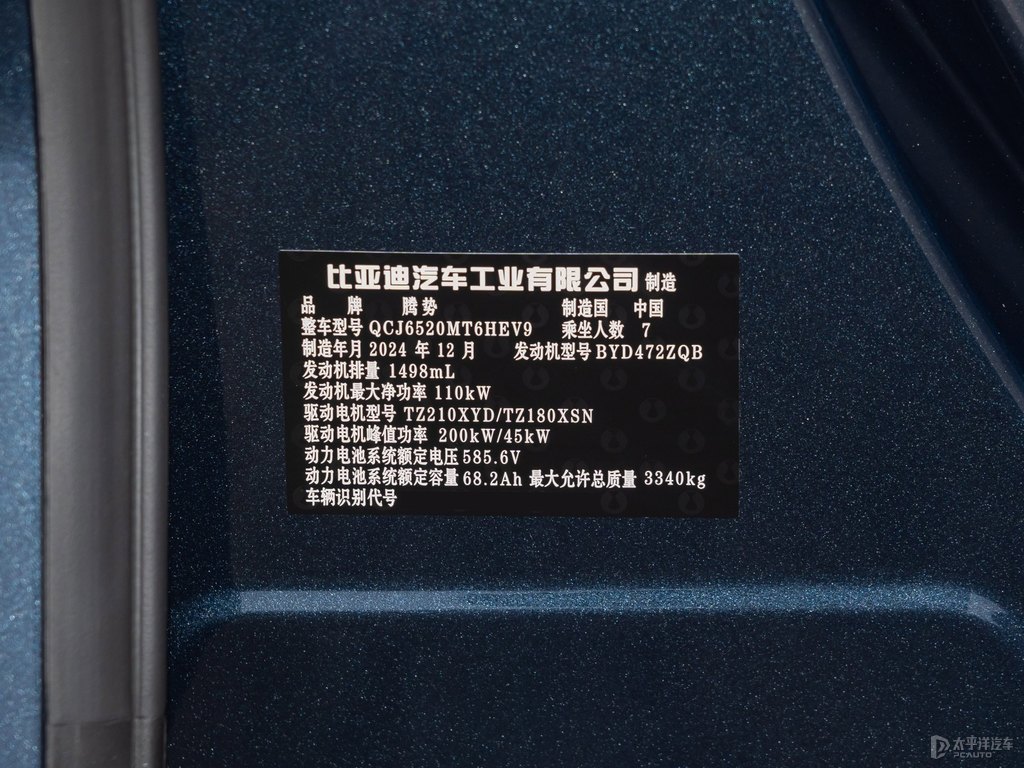 比亚迪汽车工业有限公司 制造
品 牌 腾势 制造国 中国
整车型号 QCJ6520MT6HEV9 乘坐人数 7
制造年月 2024 年 12 月 发动机型号 BYD472ZQB
发动机排量 1498mL
发动机最大净功率 110kW
驱动电机型号 TZ210XYD/TZ180XSN
驱动电机峰值功率 200kW/45kW
动力电池系统额定电压 585.6V
动力电池系统额定容量 68.2Ah 最大允许总质量 3340kg
车辆识别代号
太平洋汽车
PCAUTO